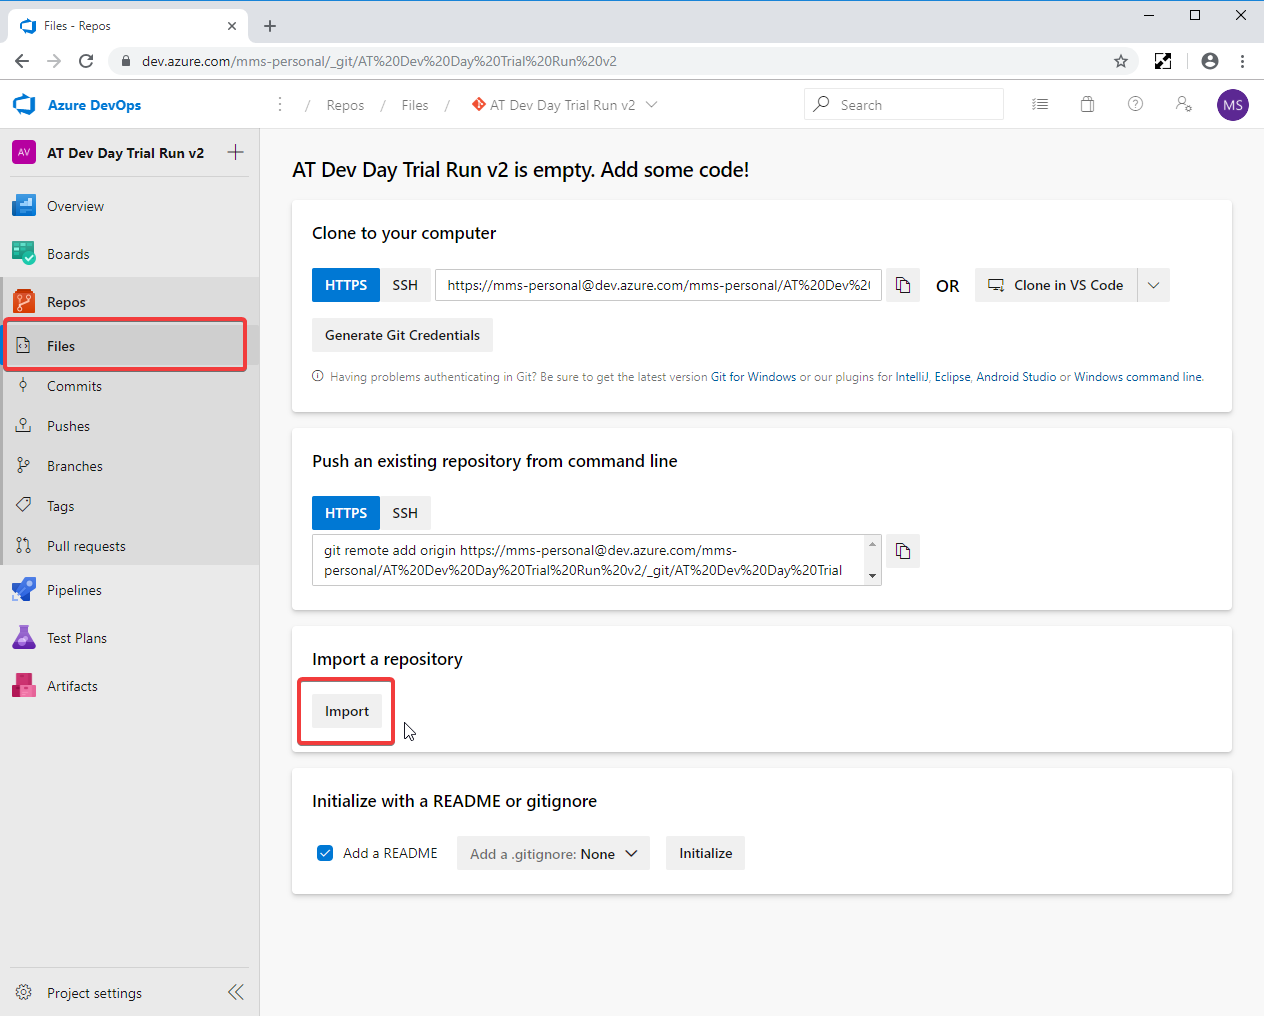 Files - Repos
dev.azure.com/mms-personal/_git/AT%20Dev%20Day%20Trial%20Run%20v2
Azure DevOps
/ Repos / Files / AT Dev Day Trial Run v2
Search
MS
AV AT Dev Day Trial Run v2
Overview
Boards
Repos
Files
Commits
Pushes
Branches
Tags
Pull requests
Pipelines
Test Plans
Artifacts
Project settings
AT Dev Day Trial Run v2 is empty. Add some code!
Clone to your computer
HTTPS SSH https://mms-personal@dev.azure.com/mms-personal/AT%20Dev%20 OR Clone in VS Code
Generate Git Credentials
Having problems authenticating in Git? Be sure to get the latest version Git for Windows or our plugins for IntelliJ, Eclipse, Android Studio or Windows command line.
Push an existing repository from command line
HTTPS SSH
git remote add origin https://mms-personal@dev.azure.com/mms-
personal/AT%20Dev%20Day%20Trial%20Run%20v2/_git/AT%20Dev%20Day%20Trial
Import a repository
Import
Initialize with a README or gitignore
Add a README Add a .gitignore: None Initialize